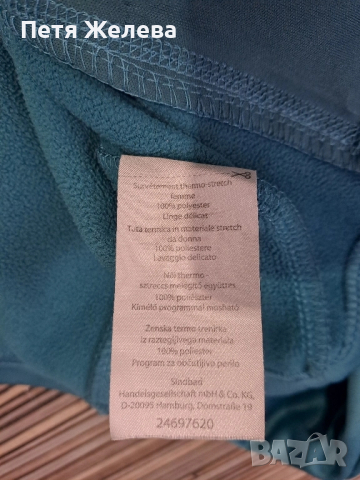 Петя Желева
Survêtement thermo-stretch
femme
100% polyester
Linge délicat
Tuta termica in materiale stretch
da donna
100% poliestere
Lavaggio delicato
Női thermo-
sztreccs melegítő együttes
100% poliészter
Kímélő programmal mosható
Ženska termo trenirka
iz raztegljivega materiala
100% poliester
Program za občutljivo perilo
Sindbad
Handelsgesellschaft mbH & Co. KG,
D-20095 Hamburg, Domstraße 19
24697620
bazar